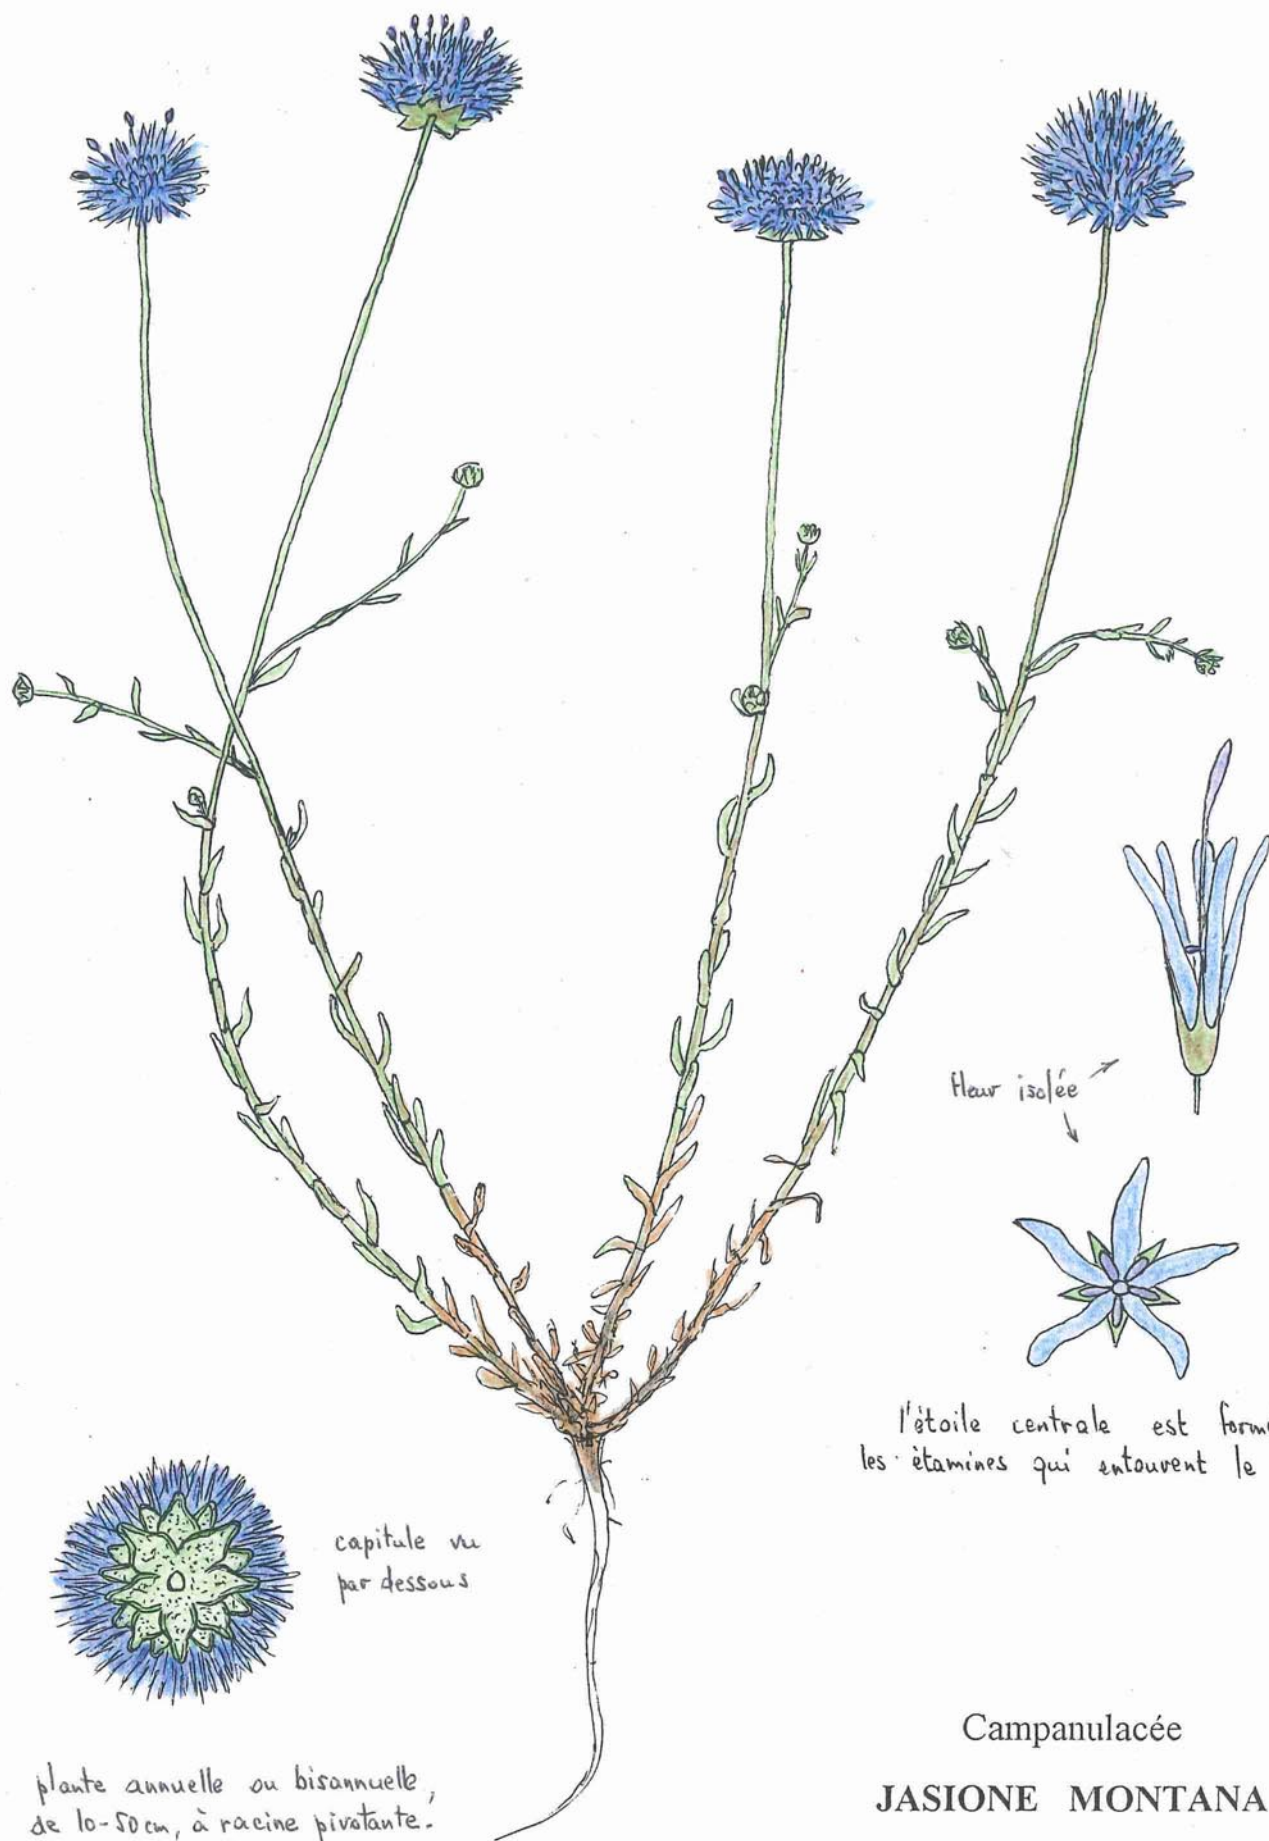 fleur isolée
l'étoile centrale est form
les étamines qui entourent le
capitule vu
par dessous
Campanulacée
JASIONE MONTANA
plante annuelle ou bisannuelle,
de 10-50 cm, à racine pivotante.